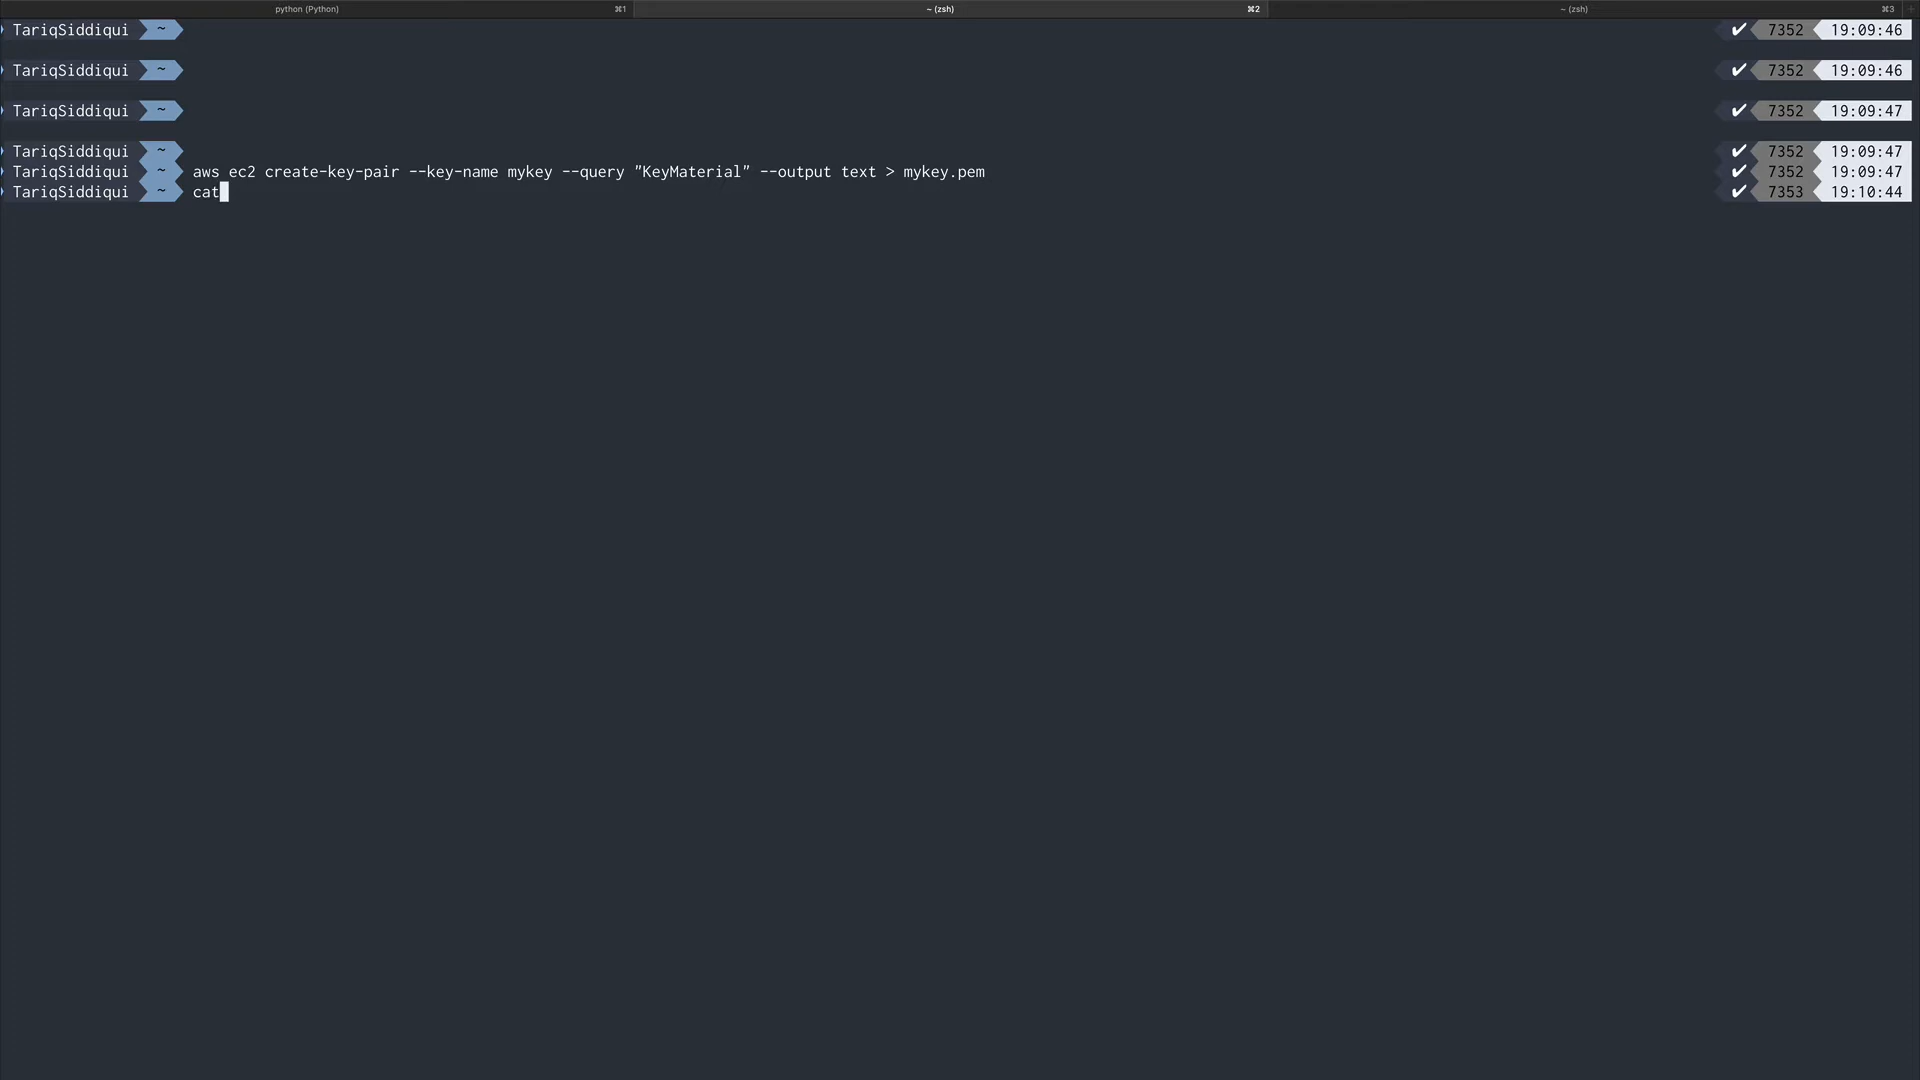 python (Python) ⌘1 ~ (zsh) ⌘2 ~ (zsh) ⌘3 +
TariqSiddiqui ~ ✔ 7352 19:09:46
TariqSiddiqui ~ ✔ 7352 19:09:46
TariqSiddiqui ~ ✔ 7352 19:09:47
TariqSiddiqui ~ ✔ 7352 19:09:47
TariqSiddiqui ~ aws ec2 create-key-pair --key-name mykey --query "KeyMaterial" --output text > mykey.pem ✔ 7352 19:09:47
TariqSiddiqui ~ cat ✔ 7353 19:10:44